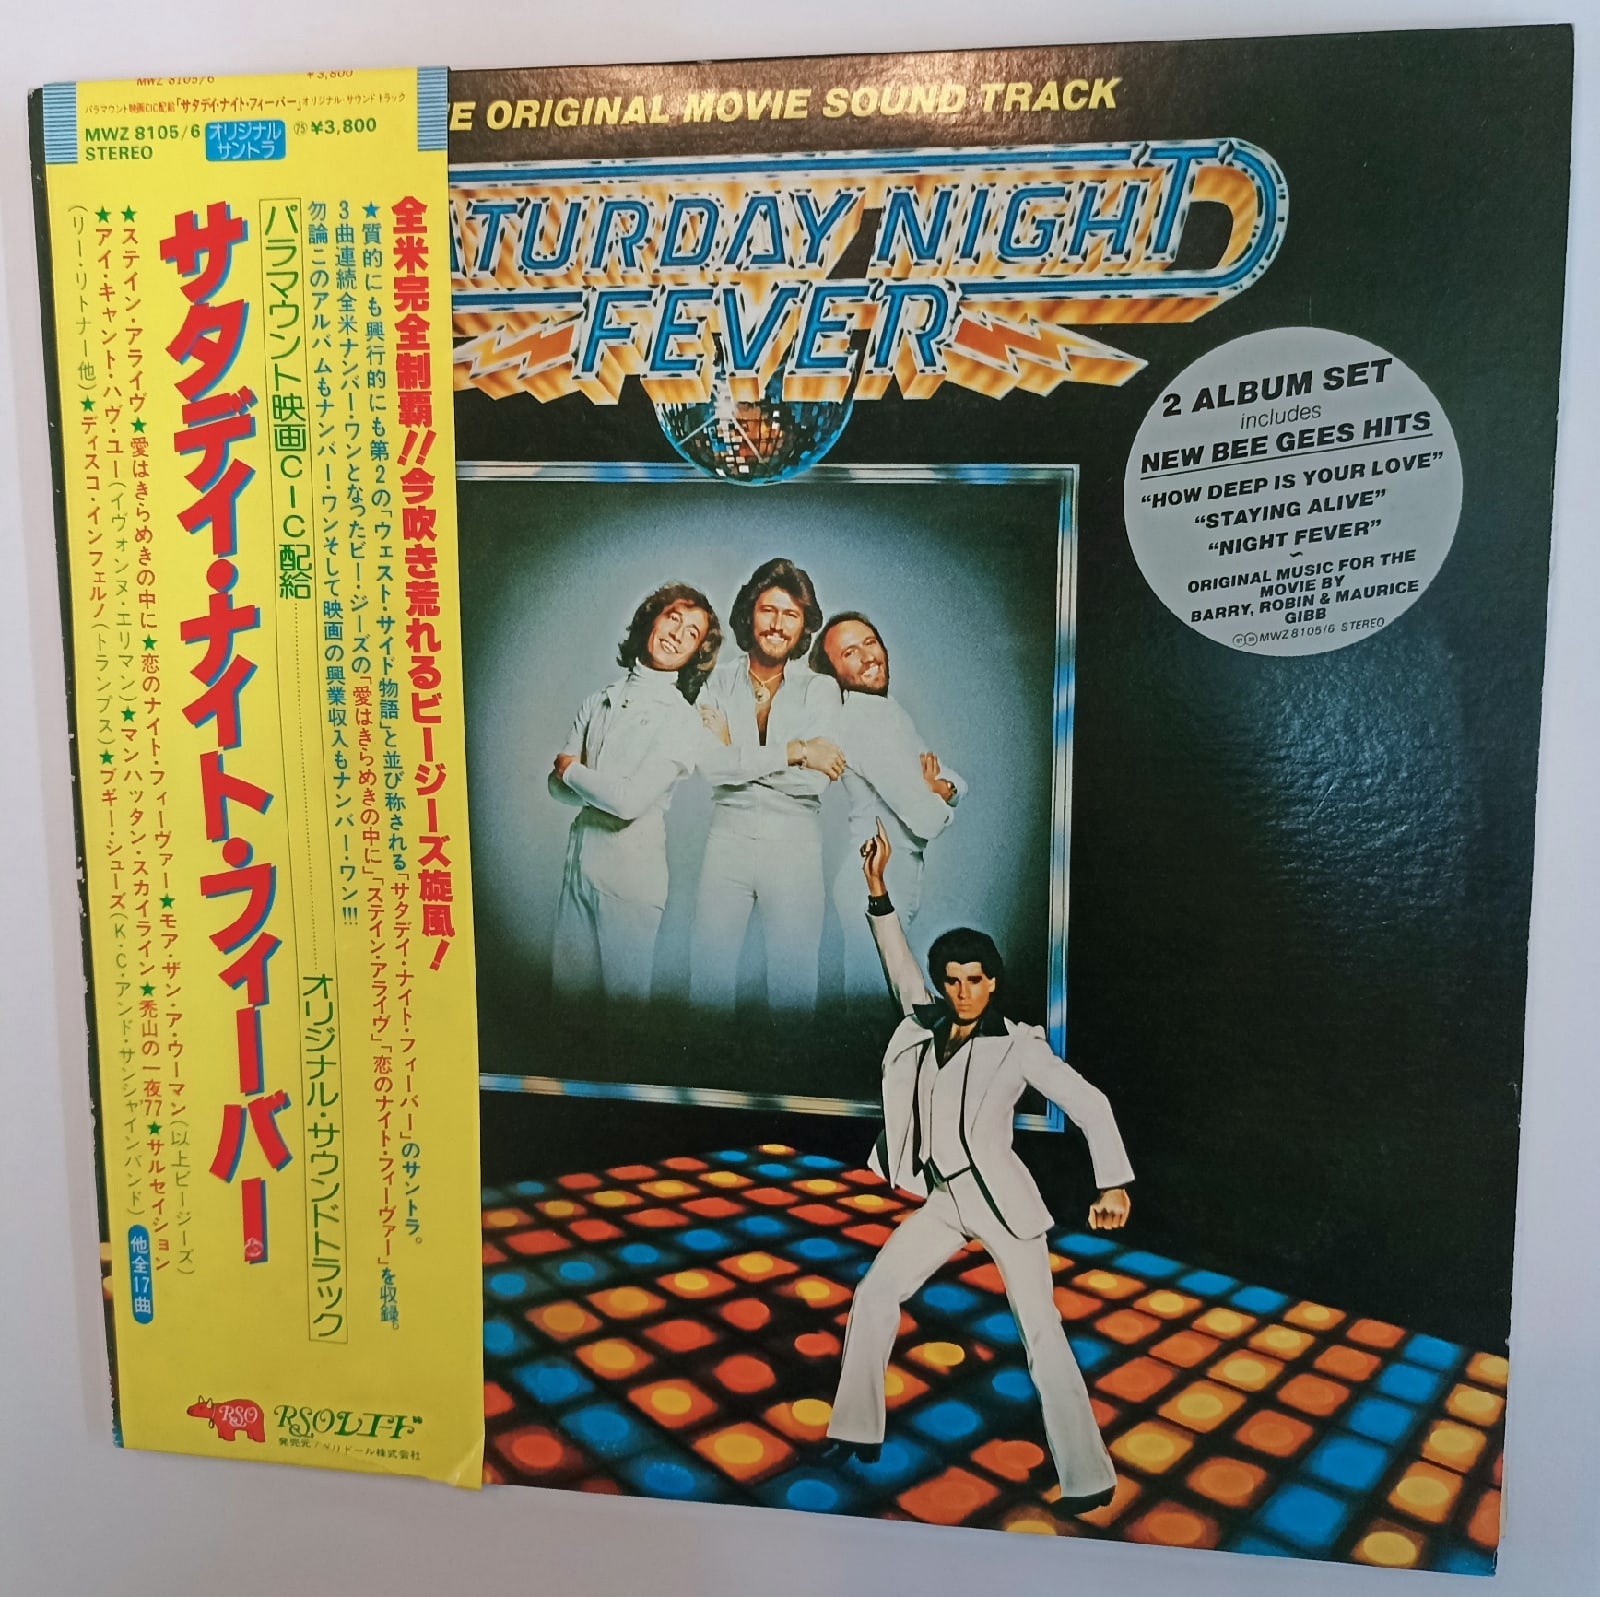 MWZ 8105/6 ¥3,800
パラマウント映画CIC配給「サタデイ・ナイト・フィーバー」オリジナル・サウンドトラック
MWZ 8105/6 オリジナルサントラ ㊆ ¥3,800
STEREO
全米完全制覇!!今吹き荒れるビージーズ旋風!
★質的にも興行的にも第2の「ウェスト・サイド物語」と並び称される「サタデイ・ナイト・フィーバー」のサントラ。
3曲連続全米ナンバー・ワンとなったビー・ジーズの「愛はきらめきの中に」「ステイン・アライヴ」「恋のナイト・フィーヴァー」を収録。
勿論このアルバムもナンバー・ワンそして映画の興業収入もナンバー・ワン!!!
パラマウント映画CIC配給 オリジナル・サウンドトラック
サタデイ・ナイト・フィーバー
★ステイン・アライヴ★愛はきらめきの中に★恋のナイト・フィーヴァー★モア・ザン・ア・ウーマン(以上ビージーズ)
★アイ・キャント・ハヴ・ユー(イヴォンヌ・エリマン)★マンハッタン・スカイライン★禿山の一夜'77★サルセイション
(リー・リトナー他)★ディスコ・インフェルノ(トランプス)★ブギー・シューズ(K.C.アンド・サンシャインバンド)
他全17曲
RSO RSOレコード
発売元/ポリドール株式会社
E ORIGINAL MOVIE SOUND TRACK
ATURDAY NIGHT
FEVER
2 ALBUM SET
includes
NEW BEE GEES HITS
“HOW DEEP IS YOUR LOVE”
“STAYING ALIVE”
“NIGHT FEVER”
ORIGINAL MUSIC FOR THE
MOVIE BY
BARRY, ROBIN & MAURICE
GIBB
MWZ8105/6 STEREO